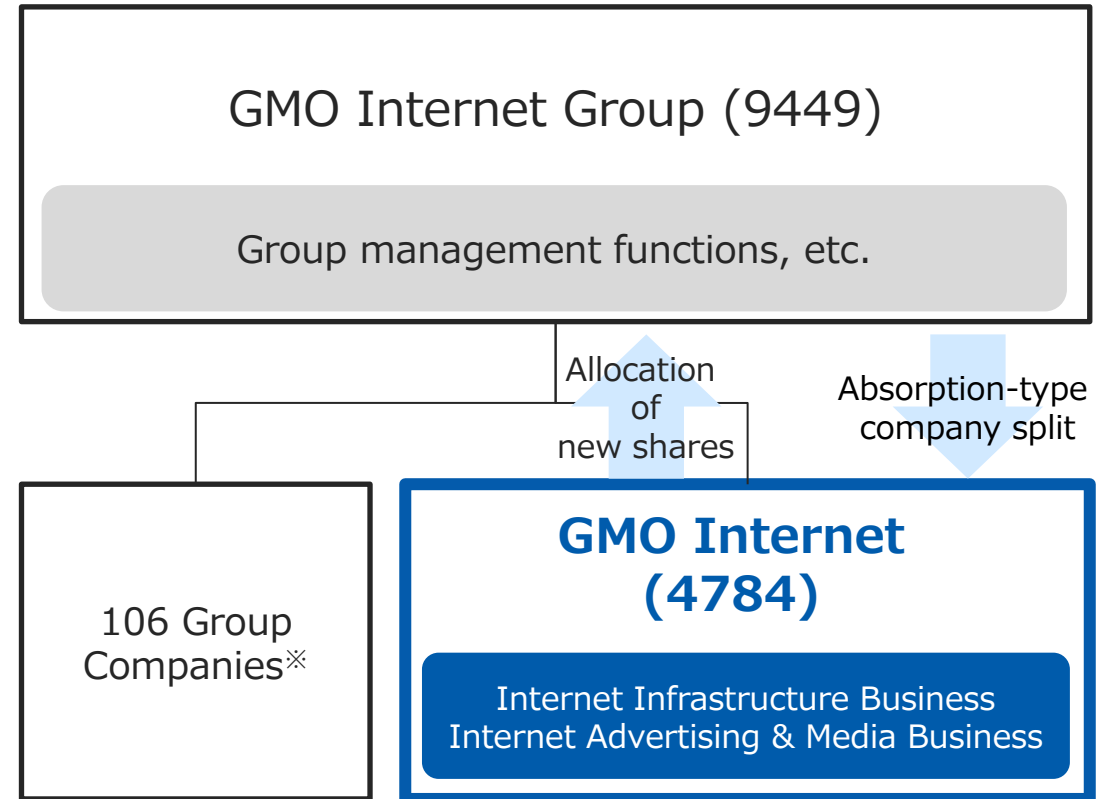 GMO Internet Group (9449)
Group management functions, etc.
Allocation
of
new shares
Absorption-type
company split
106 Group
Companies※
GMO Internet
(4784)
Internet Infrastructure Business
Internet Advertising & Media Business